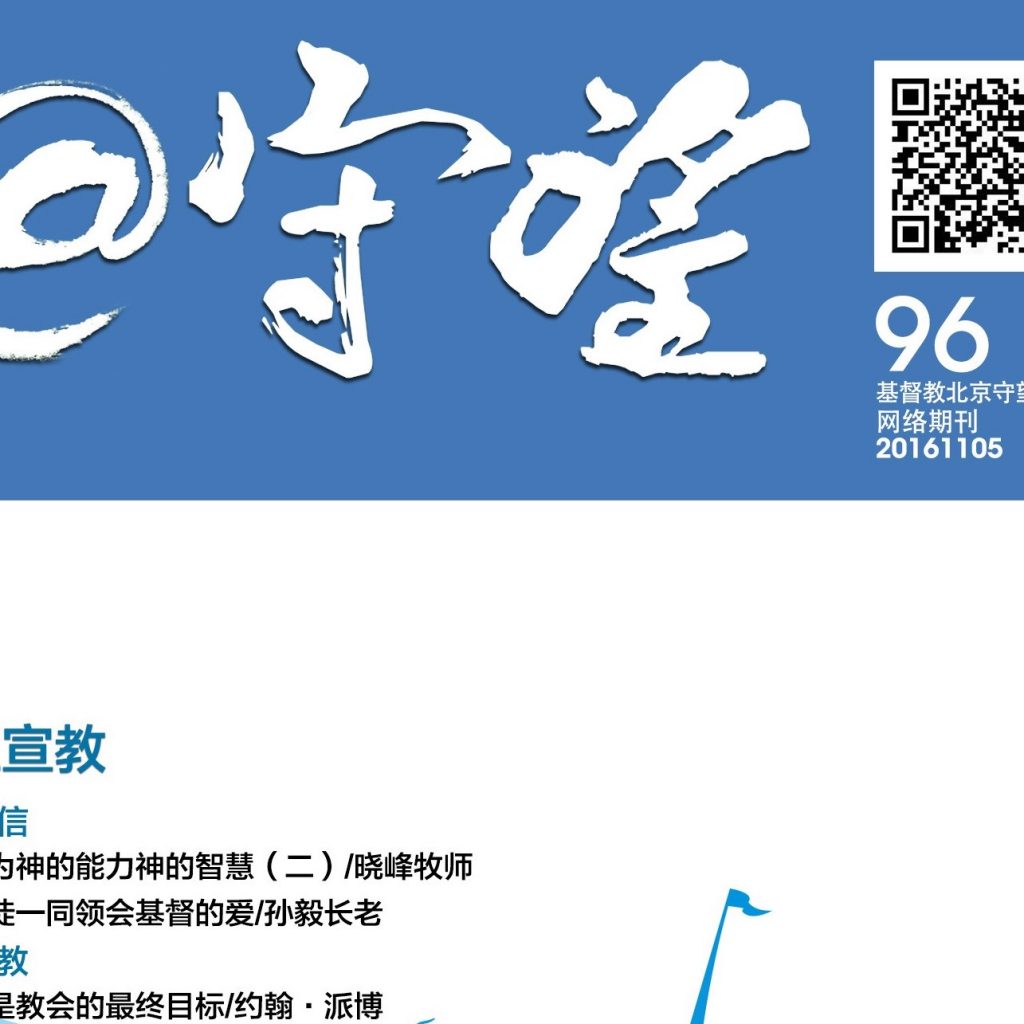 @守望
96
基督教北京守望
网络期刊
20161105
宣教
信
为神的能力神的智慧（二）/晓峰牧师
徒一同领会基督的爱/孙毅长老
教
是教会的最终目标/约翰·派博